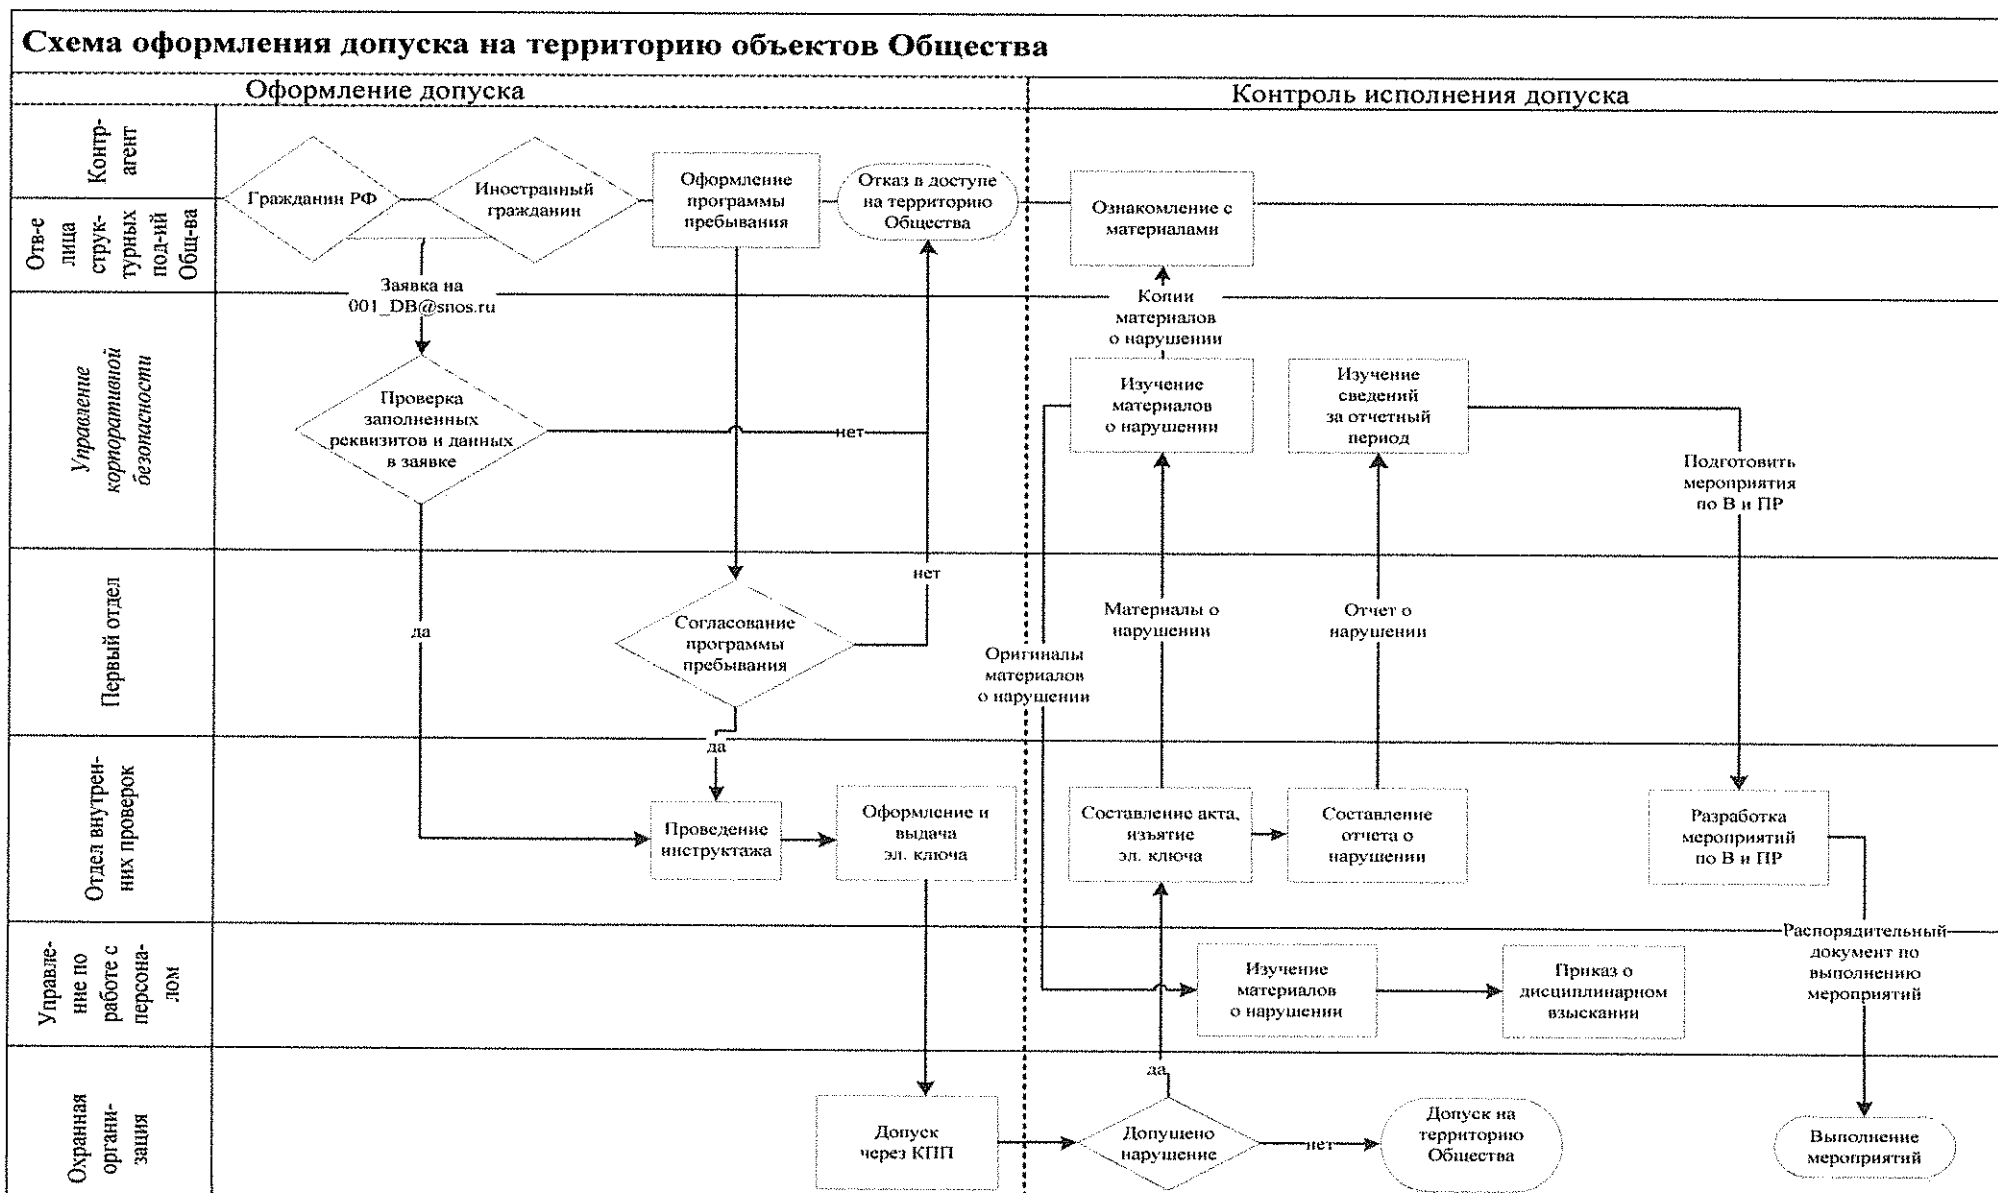 Схема оформления допуска на территорию объектов Общества
Оформление допуска
Контроль исполнения допуска
Контр-
агент
Гражданин РФ
Иностранный
гражданин
Оформление
программы
пребывания
Отказ в доступе
на территорию
Общества
Ознакомление с
материалами
Отв-е
лица
струк-
турных
под-ий
Общ-ва
Заявка на
001_DB@snos.ru
Копии
материалов
о нарушении
Управление
корпоративной
безопасности
Проверка
заполненных
реквизитов и данных
в заявке
нет
Изучение
материалов
о нарушении
Изучение
сведений
за отчетный
период
Подготовить
мероприятия
по В и ПР
Первый отдел
да
Согласование
программы
пребывания
нет
Оригиналы
материалов
о нарушении
Материалы о
нарушении
Отчет о
нарушении
да
Отдел внутрен-
них проверок
Проведение
инструктажа
Оформление и
выдача
эл. ключа
Составление акта,
изъятие
эл. ключа
Составление
отчета о
нарушении
Разработка
мероприятий
по В и ПР
Управле-
ние по
работе с
персона-
лом
Изучение
материалов
о нарушении
Приказ о
дисциплинарном
взыскании
Распорядительный
документ по
выполнению
мероприятий
Охранная
органи-
зация
Допуск
через КПП
да
Допущено
нарушение
нет
Допуск на
территорию
Общества
Выполнение
мероприятий